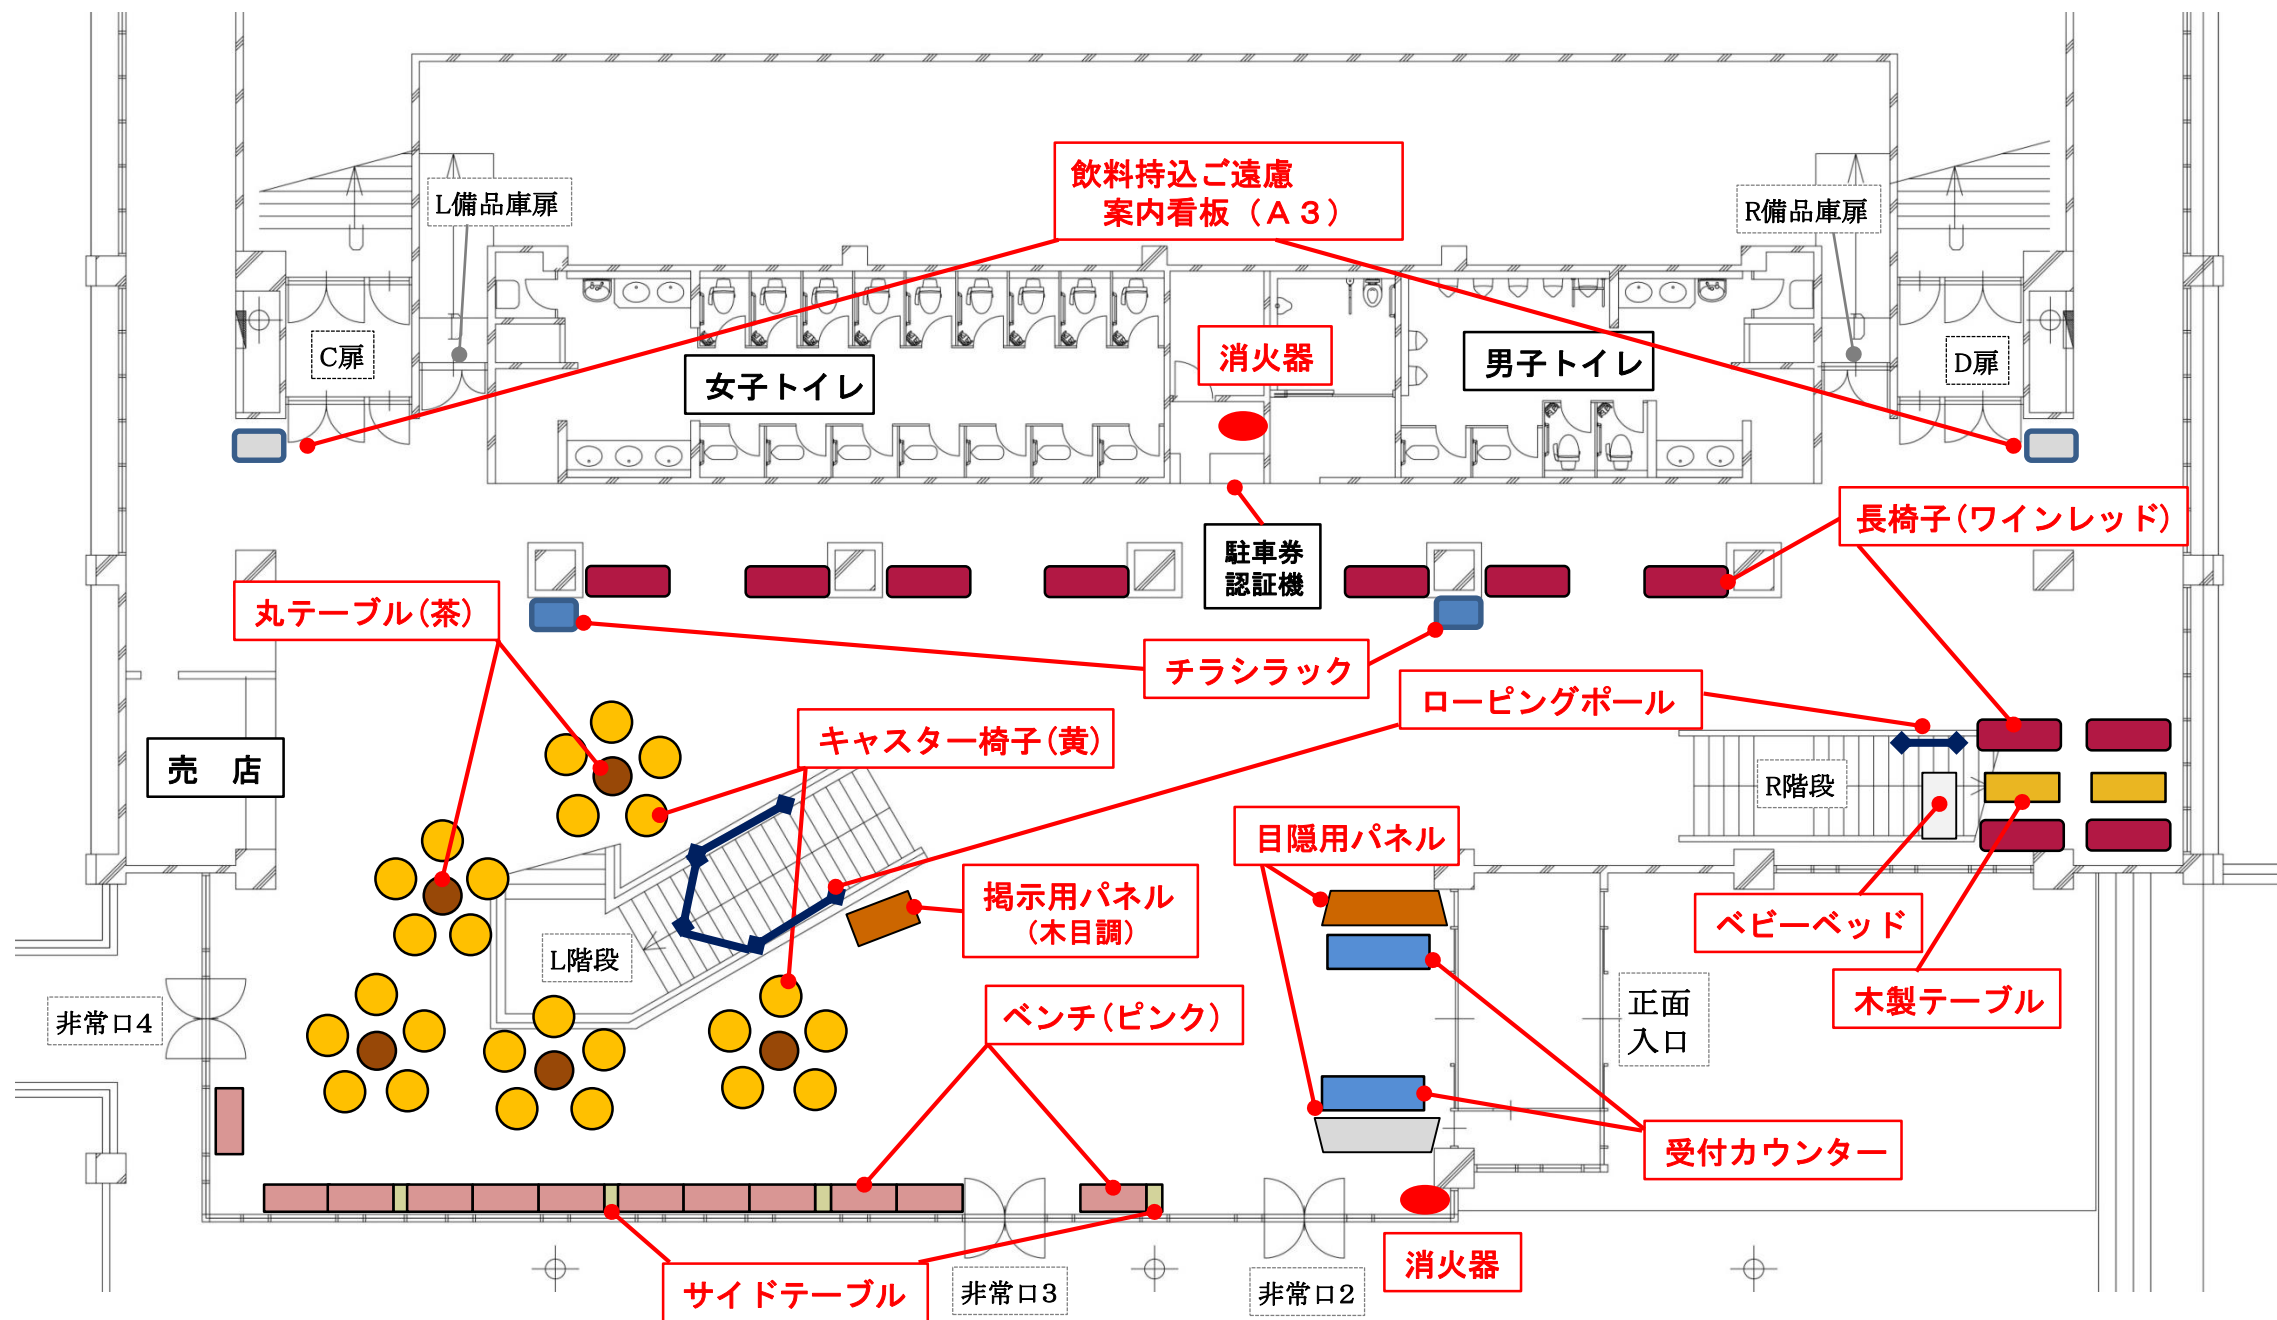 飲料持込ご遠慮
案内看板（Ａ３）
L備品庫扉
R備品庫扉
C扉
女子トイレ
消火器
男子トイレ
D扉
長椅子(ワインレッド)
駐車券
認証機
丸テーブル(茶)
チラシラック
ローピングポール
キャスター椅子(黄)
売　店
R階段
目隠用パネル
掲示用パネル
(木目調)
ベビーベッド
L階段
木製テーブル
正面
入口
非常口4
ベンチ(ピンク)
受付カウンター
消火器
サイドテーブル
非常口3
非常口2